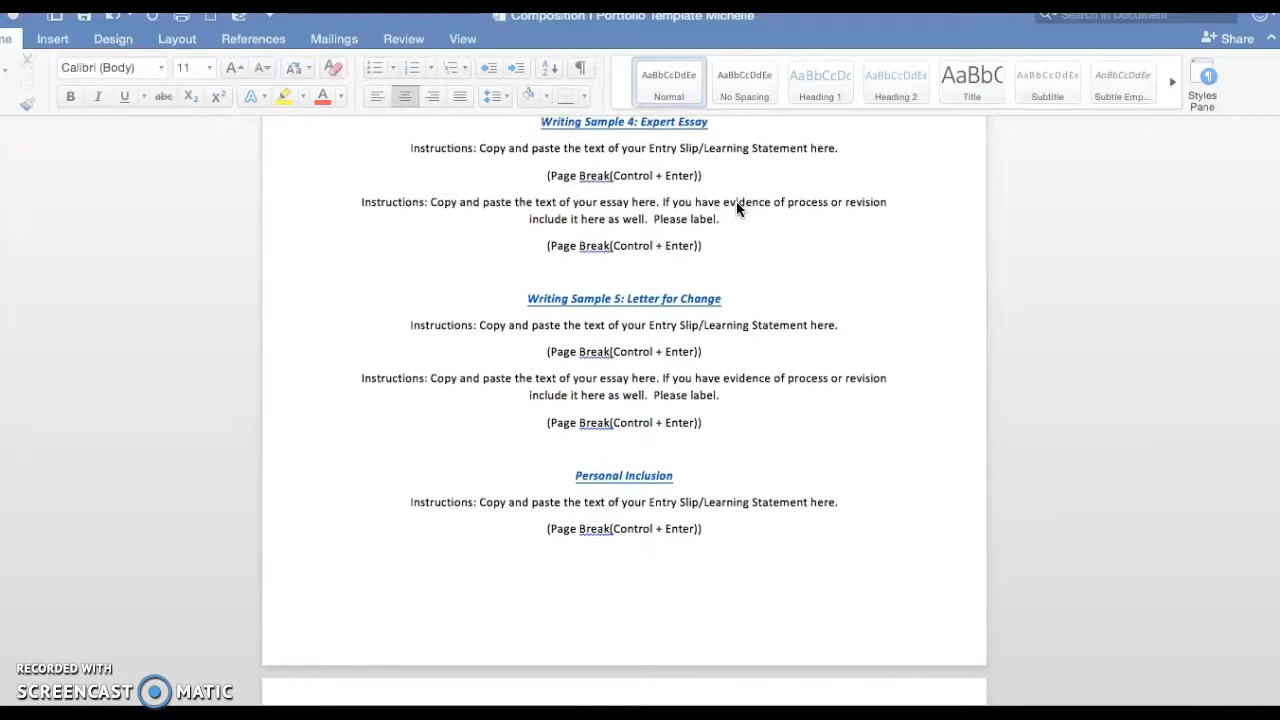 Composition I Portfolio Template Michelle
Search in Document
Insert Design Layout References Mailings Review View Share
Calibri (Body) 11
AaBbCcDdEe AaBbCcDdEe AaBbCcDc AaBbCcDdEe AaBbC AaBbCcDdEe AaBbCcDdEe
Normal No Spacing Heading 1 Heading 2 Title Subtitle Subtle Emp... Styles Pane
Writing Sample 4: Expert Essay
Instructions: Copy and paste the text of your Entry Slip/Learning Statement here.
(Page Break(Control + Enter))
Instructions: Copy and paste the text of your essay here. If you have evidence of process or revision
include it here as well. Please label.
(Page Break(Control + Enter))
Writing Sample 5: Letter for Change
Instructions: Copy and paste the text of your Entry Slip/Learning Statement here.
(Page Break(Control + Enter))
Instructions: Copy and paste the text of your essay here. If you have evidence of process or revision
include it here as well. Please label.
(Page Break(Control + Enter))
Personal Inclusion
Instructions: Copy and paste the text of your Entry Slip/Learning Statement here.
(Page Break(Control + Enter))
RECORDED WITH
SCREENCAST MATIC